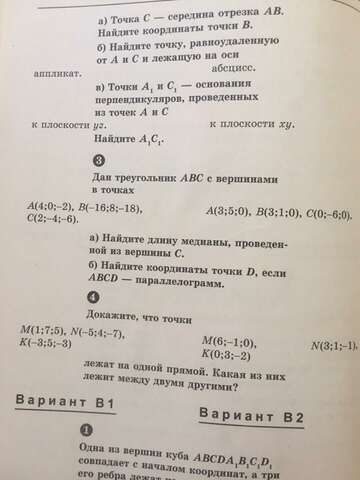 а) Точка C — середина отрезка AB.
Найдите координаты точки B.
б) Найдите точку, равноудаленную
от A и C и лежащую на оси
аппликат. абсцисс.
в) Точки A₁ и C₁ — основания
перпендикуляров, проведенных
из точек A и C
к плоскости yz. к плоскости xy.
Найдите A₁C₁.
3
Дан треугольник ABC с вершинами
в точках
A(4;0;–2), B(–16;8;–18), A(3;5;0), B(3;1;0), C(0;–6;0).
C(2;–4;–6).
а) Найдите длину медианы, проведен-
ной из вершины C.
б) Найдите координаты точки D, если
ABCD — параллелограмм.
4
Докажите, что точки
M(1;7;5), N(–5;4;–7), M(6;–1;0), N(3;1;–1),
K(–3;5;–3) K(0;3;–2)
лежат на одной прямой. Какая из них
лежит между двумя другими?
Вариант В1 Вариант В2
1
Одна из вершин куба ABCDA₁B₁C₁D₁
совпадает с началом координат, а три
его ребра лежат